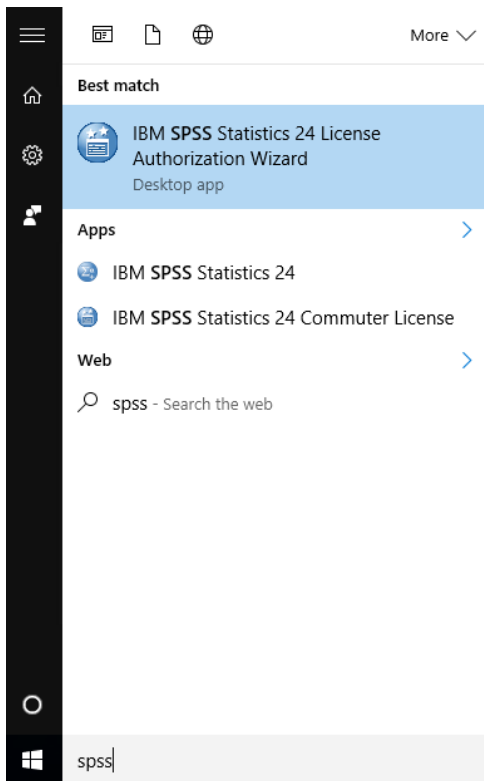 More
Best match
IBM SPSS Statistics 24 License
Authorization Wizard
Desktop app
Apps
IBM SPSS Statistics 24
IBM SPSS Statistics 24 Commuter License
Web
spss - Search the web
spss